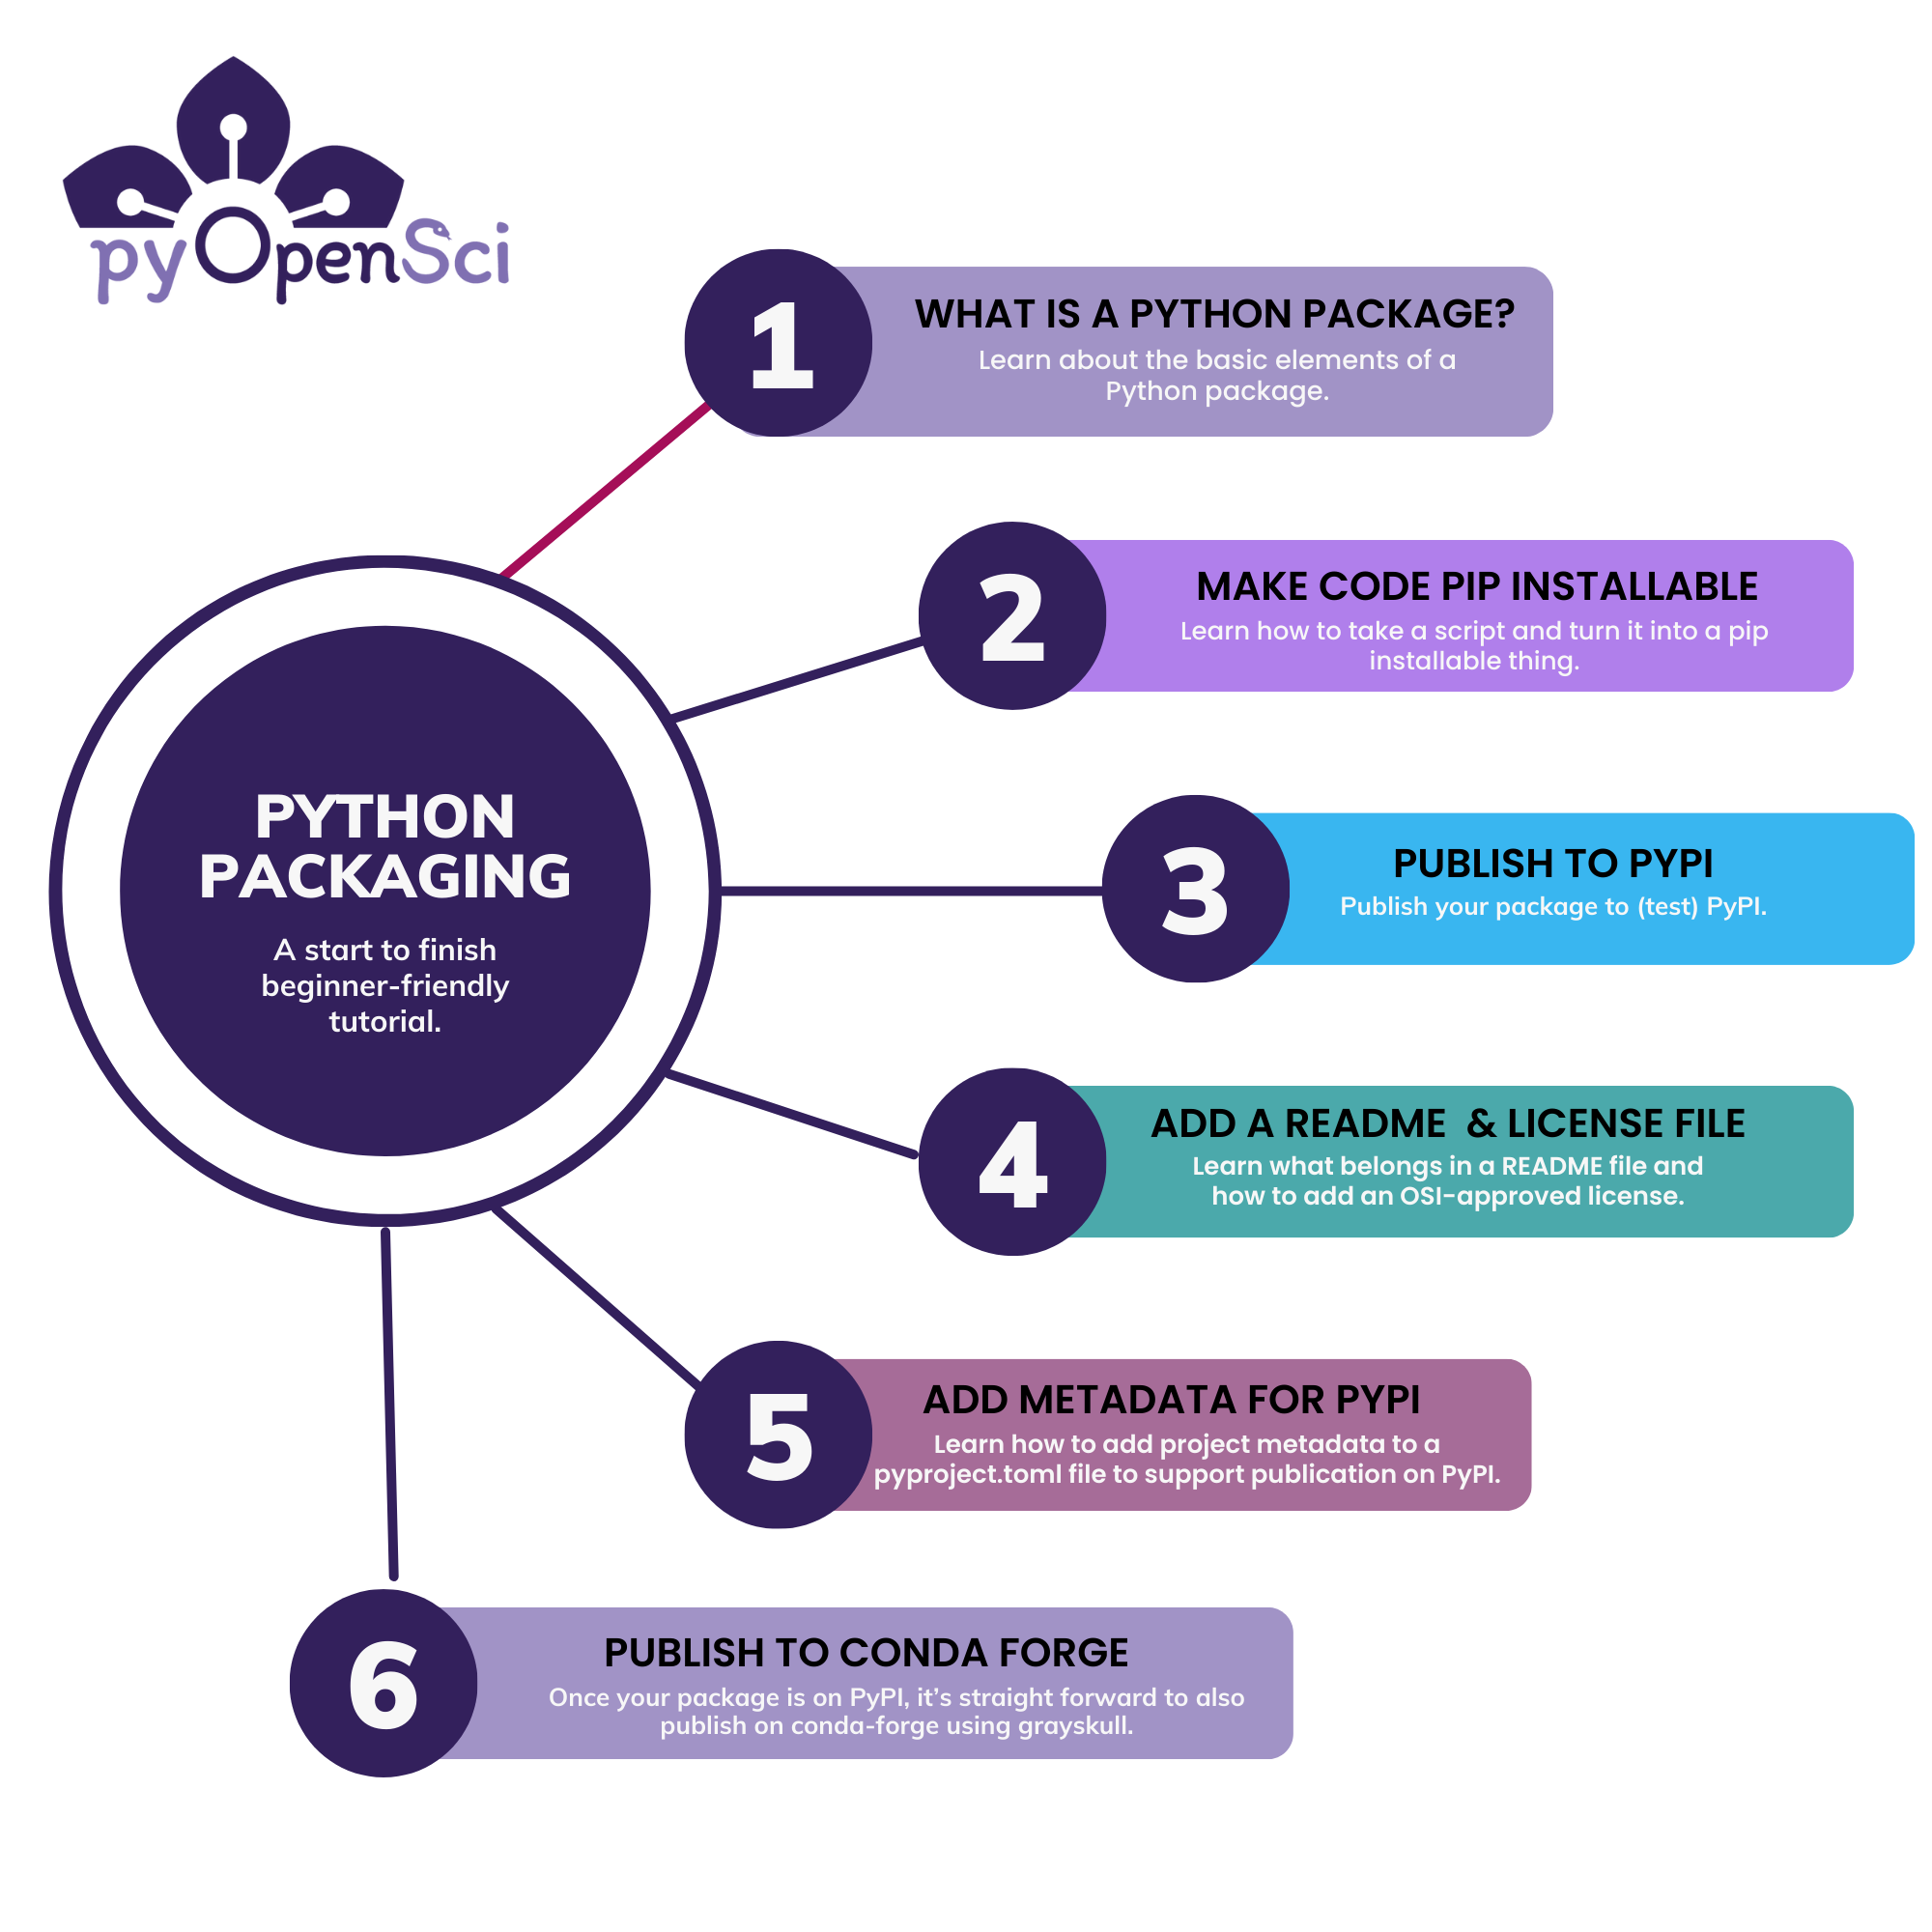 pyOpenSci
1
WHAT IS A PYTHON PACKAGE?
Learn about the basic elements of a
Python package.
2
MAKE CODE PIP INSTALLABLE
Learn how to take a script and turn it into a pip
installable thing.
PYTHON
PACKAGING
A start to finish
beginner-friendly
tutorial.
3
PUBLISH TO PYPI
Publish your package to (test) PyPI.
4
ADD A README & LICENSE FILE
Learn what belongs in a README file and
how to add an OSI-approved license.
5
ADD METADATA FOR PYPI
Learn how to add project metadata to a
pyproject.toml file to support publication on PyPI.
6
PUBLISH TO CONDA FORGE
Once your package is on PyPI, it's straight forward to also
publish on conda-forge using grayskull.